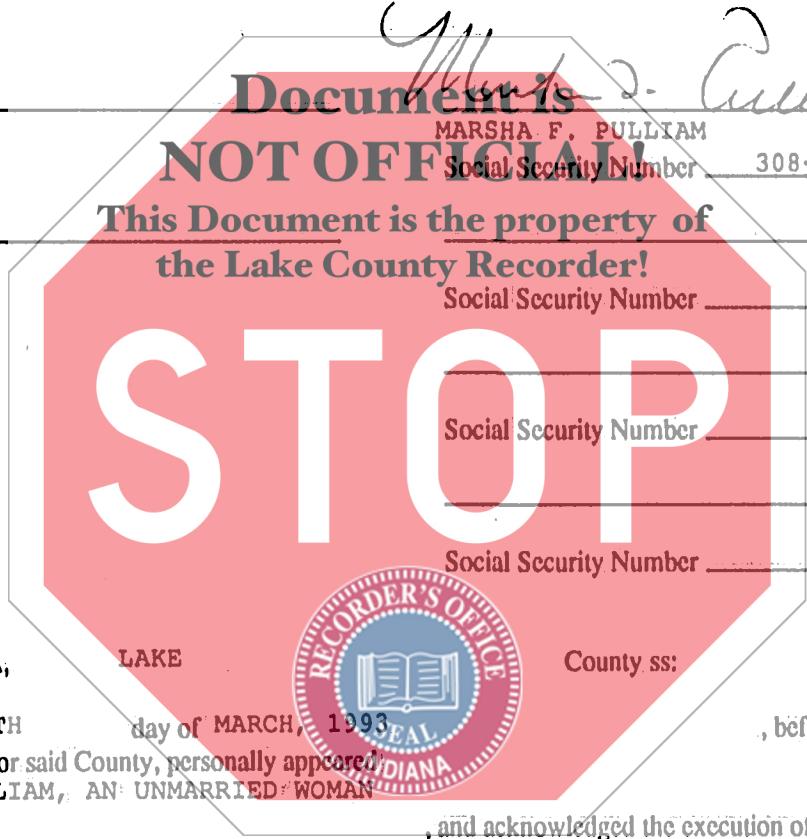 Document is
MARSHA F. PULLIAM
NOT OFFICIAL!
Social Security Number 308-
This Document is the property of
the Lake County Recorder!
Social Security Number
STOP
Social Security Number
Social Security Number
RECORDER'S OFFICE
SEAL
INDIANA
LAKE County ss:
TH day of MARCH, 1993, bef
or said County, personally appeared
LIAM, AN UNMARRIED WOMAN
, and acknowledged the execution of